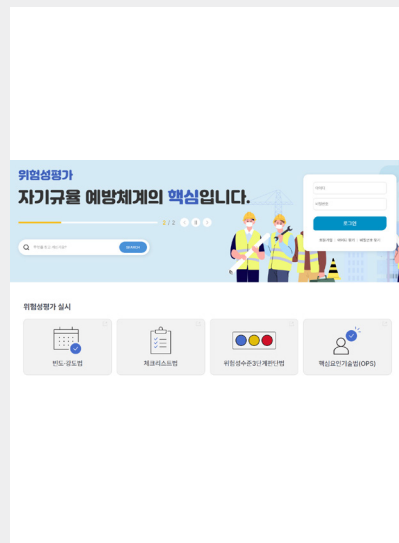 위험성평가
자기규율 예방체계의 핵심입니다.
2 / 2
SEARCH
로그인
위험성평가 실시
빈도·강도법
체크리스트법
위험성수준3단계판단법
핵심요인기술법(OPS)